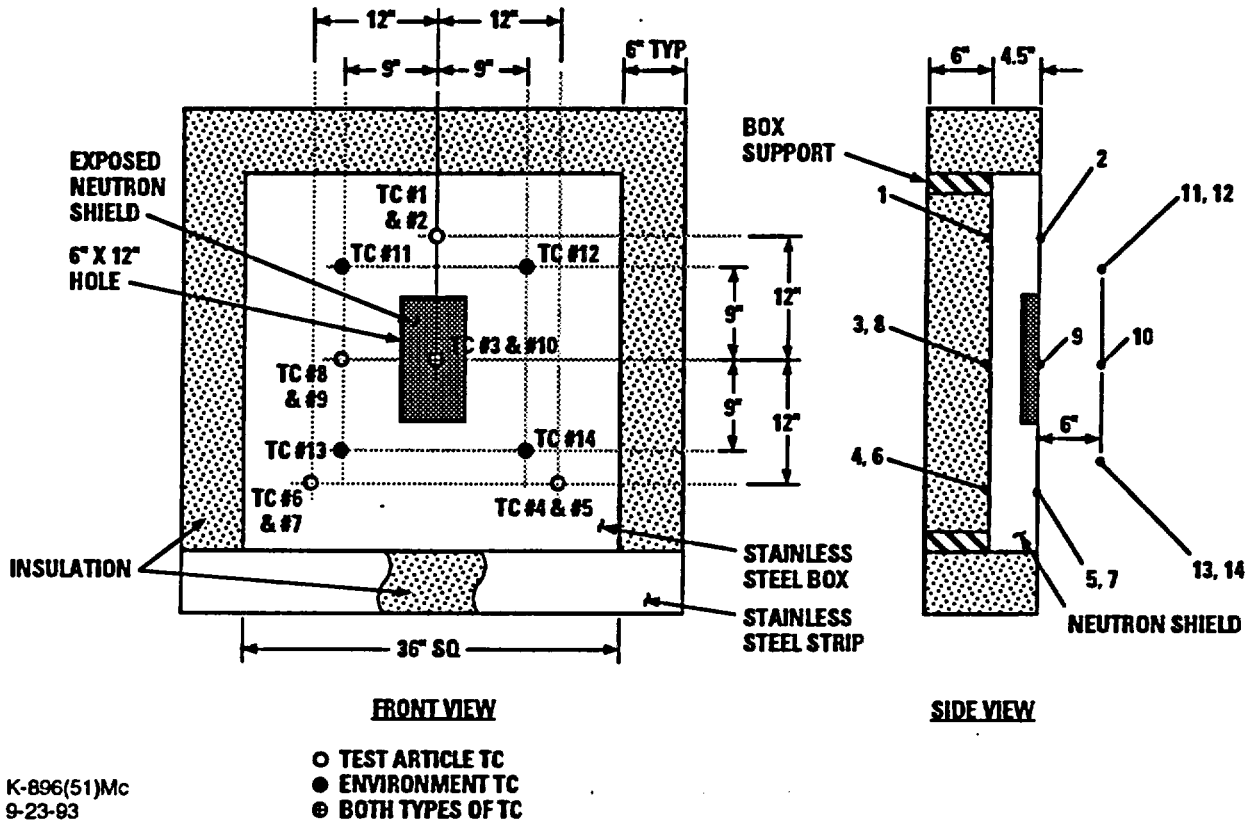 12"
12"
6" TYP
9"
9"
6"
4.5"
BOX
SUPPORT
EXPOSED
NEUTRON
SHIELD
6" X 12"
HOLE
TC #1
& #2
TC #11
TC #12
TC #3 & #10
TC #8
& #9
TC #13
TC #14
TC #6
& #7
TC #4 & #5
9"
12"
9"
12"
1
2
11, 12
3, 8
9
10
6"
4, 6
5, 7
13, 14
INSULATION
STAINLESS
STEEL BOX
STAINLESS
STEEL STRIP
NEUTRON SHIELD
36" SQ
FRONT VIEW
SIDE VIEW
TEST ARTICLE TC
ENVIRONMENT TC
BOTH TYPES OF TC
K-896(51)Mc
9-23-93